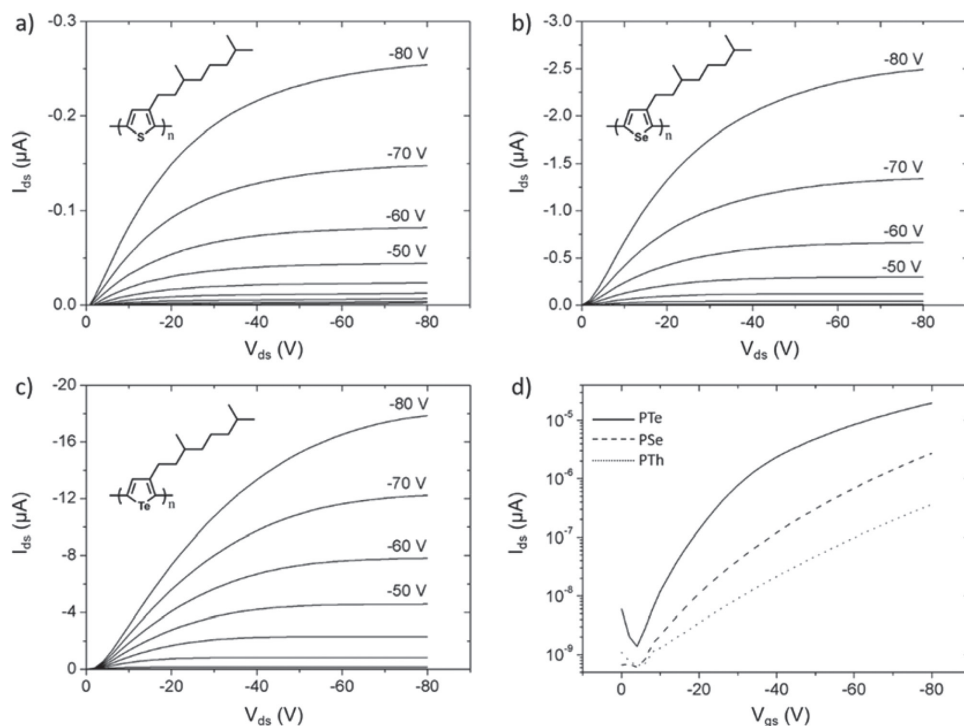 a)
-0.3
-0.2
-0.1
0.0
I_ds (µA)
S
n
-80 V
-70 V
-60 V
-50 V
0
-20
-40
-60
-80
V_ds (V)
b)
-3.0
-2.5
-2.0
-1.5
-1.0
-0.5
0.0
I_ds (µA)
Se
n
-80 V
-70 V
-60 V
-50 V
0
-20
-40
-60
-80
V_ds (V)
c)
-20
-16
-12
-8
-4
0
I_ds (µA)
Te
n
-80 V
-70 V
-60 V
-50 V
0
-20
-40
-60
-80
V_ds (V)
d)
PTe
PSe
PTh
10⁻⁵
10⁻⁶
10⁻⁷
10⁻⁸
10⁻⁹
I_ds (µA)
0
-20
-40
-60
-80
V_gs (V)